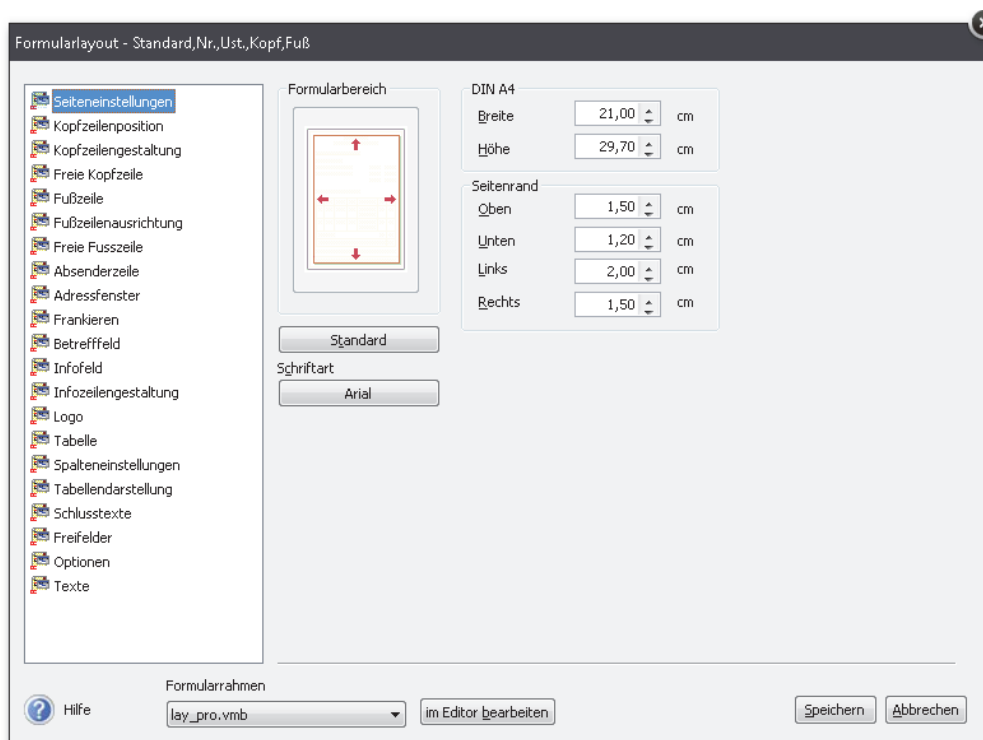 Formularlayout - Standard,Nr.,Ust.,Kopf,Fuß
Seiteneinstellungen
Kopfzeilenposition
Kopfzeilengestaltung
Freie Kopfzeile
Fußzeile
Fußzeilenausrichtung
Freie Fusszeile
Absenderzeile
Adressfenster
Frankieren
Betrefffeld
Infofeld
Infozeilengestaltung
Logo
Tabelle
Spalteneinstellungen
Tabellendarstellung
Schlusstexte
Freifelder
Optionen
Texte
Formularbereich
Standard
Schriftart
Arial
DIN A4
Breite 21,00 cm
Höhe 29,70 cm
Seitenrand
Oben 1,50 cm
Unten 1,20 cm
Links 2,00 cm
Rechts 1,50 cm
Hilfe
Formularrahmen
lay_pro.vmb
im Editor bearbeiten
Speichern
Abbrechen